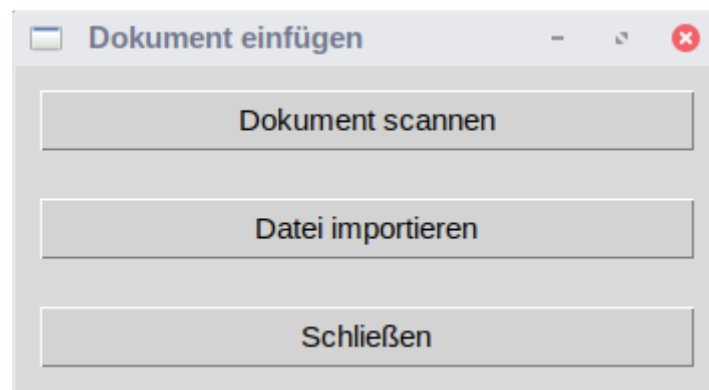 Dokument einfügen
Dokument scannen
Datei importieren
Schließen